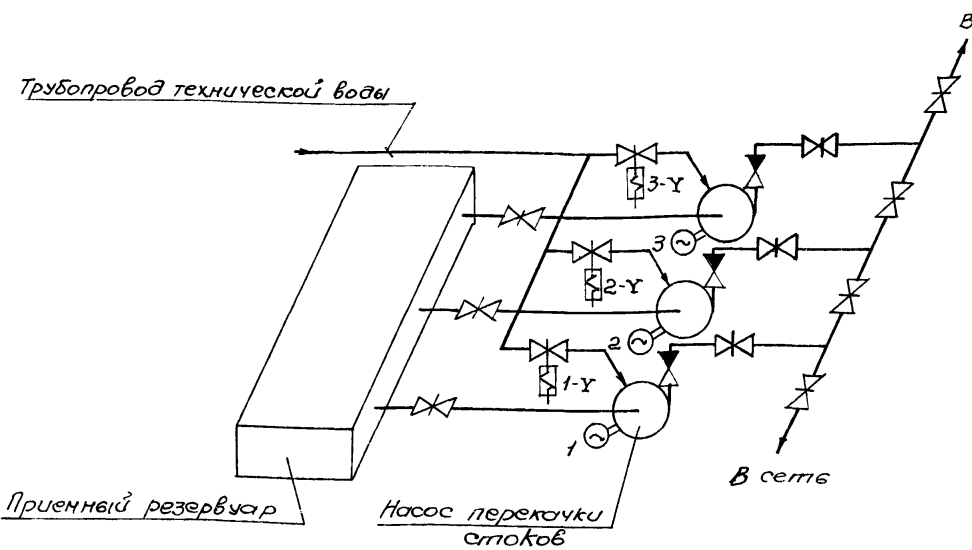 В
Трубопровод технической воды
3-Y
3
2-Y
2
1-Y
1
В сеть
Приемный резервуар
Насос перекачки
стоков